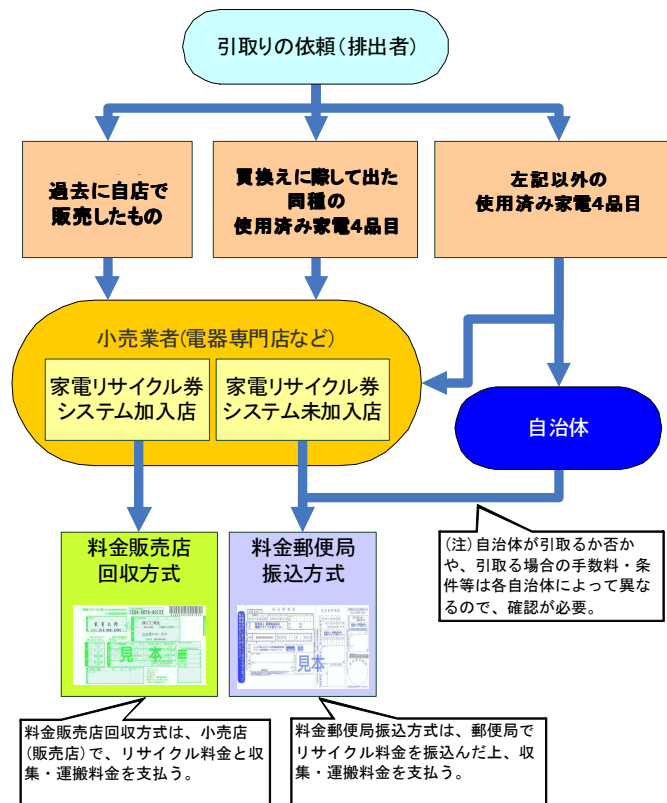 引取りの依頼(排出者)
過去に自店で
販売したもの
買換えに際して出た
同種の
使用済み家電4品目
左記以外の
使用済み家電4品目
小売業者(電器専門店など)
家電リサイクル券
システム加入店
家電リサイクル券
システム未加入店
自治体
料金販売店
回収方式
見本
料金郵便局
振込方式
見本
(注)自治体が引取るか否か
や、引取る場合の手数料・条
件等は各自治体によって異な
るので、確認が必要。
料金販売店回収方式は、小売店
(販売店)で、リサイクル料金と収
集・運搬料金を支払う。
料金郵便局振込方式は、郵便局で
リサイクル料金を振込んだ上、収
集・運搬料金を支払う。